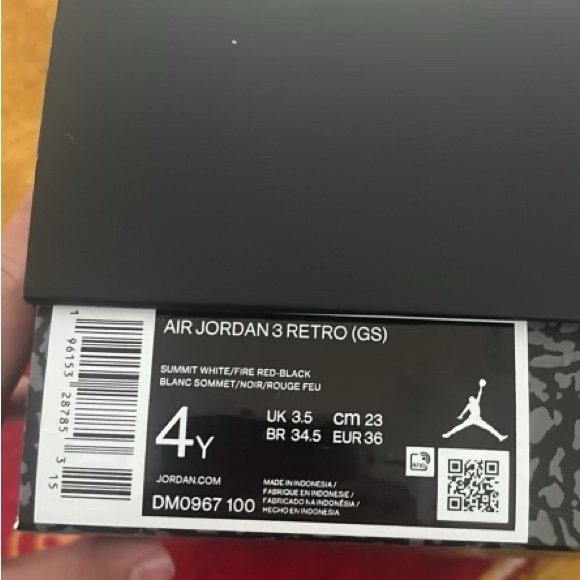 AIR JORDAN 3 RETRO (GS)
SUMMIT WHITE/FIRE RED-BLACK
BLANC SOMMET/NOIR/ROUGE FEU
4Y
UK 3.5 cm 23
BR 34.5 EUR 36
JORDAN.COM
DM0967 100
MADE IN INDONESIA /
FABRIQUE EN INDONESIE /
FABRICADO NA INDONÉSIA /
HECHO EN INDONESIA
RFID
1 96153 28785 3 15